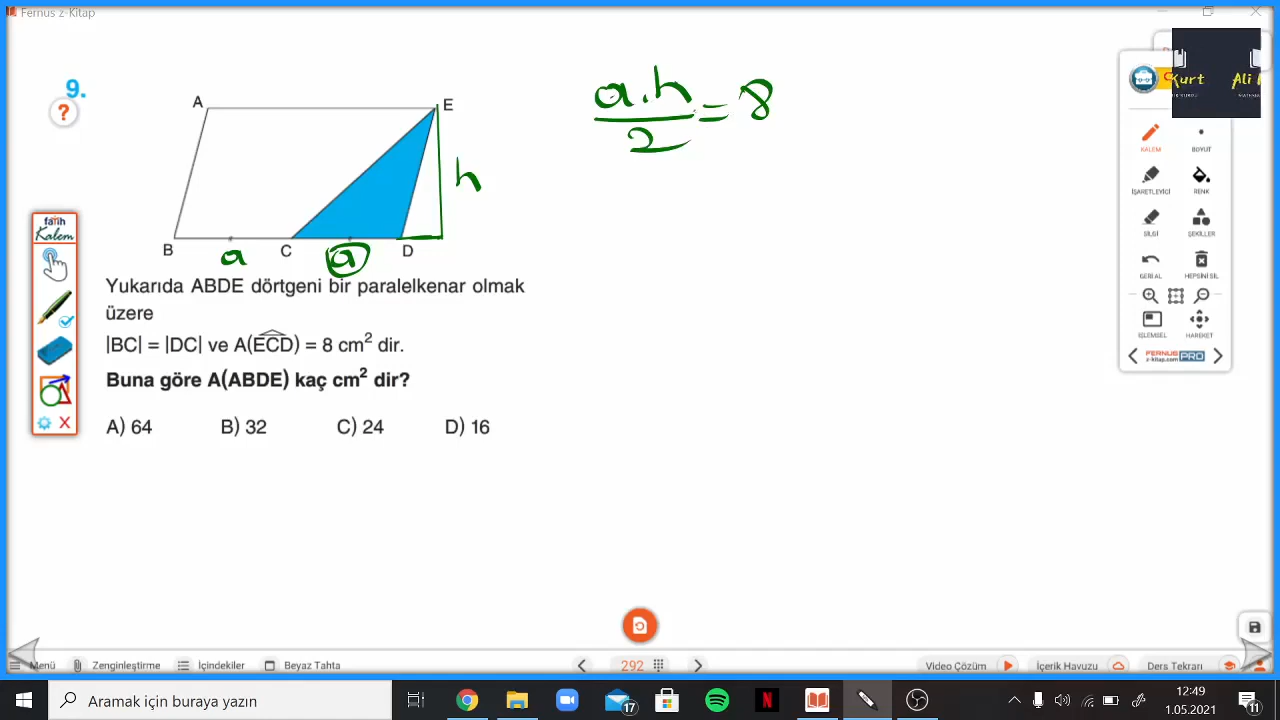 Fernus z-Kitap
9.
?
A
E
B
C
D
h
a
a
a.h
2
= 8
Yukarıda ABDE dörtgeni bir paralelkenar olmak
üzere
|BC| = |DC| ve A(ECD) = 8 cm² dir.
Buna göre A(ABDE) kaç cm² dir?
A) 64 B) 32 C) 24 D) 16
fatih
Kalem
X
Kurt Ali
KALEM BOYUT
İŞARETLEYİCİ RENK
SİLGİ ŞEKİLLER
GERİ AL HEPSİNİ SİL
İŞLEMSEL HAREKET
FERNUS PRO
z-kitap.com
Menü Zenginleştirme İçindekiler Beyaz Tahta 292 Video Çözüm İçerik Havuzu Ders Tekrarı
Aramak için buraya yazın
17
12:49
1.05.2021
11